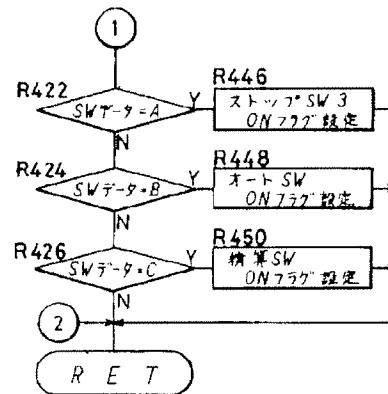 1
R422
SWデータ=A
Y
N
R446
ストップSW3
ONフラグ設定
R424
SWデータ=B
Y
N
R448
オートSW
ONフラグ設定
R426
SWデータ=C
Y
N
R450
精算SW
ONフラグ設定
2
RET